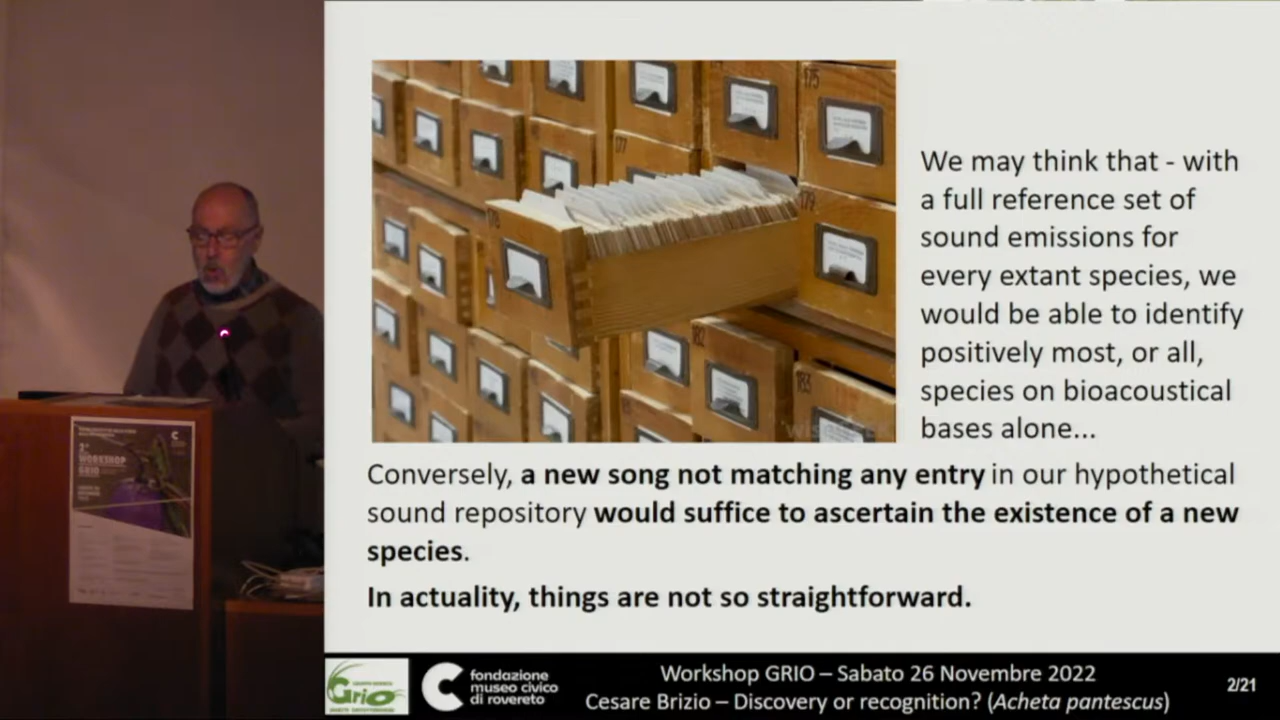 175
177
178
179
182
183
We may think that - with
a full reference set of
sound emissions for
every extant species, we
would be able to identify
positively most, or all,
species on bioacoustical
bases alone...
Conversely, a new song not matching any entry in our hypothetical
sound repository would suffice to ascertain the existence of a new
species.
In actuality, things are not so straightforward.
WORKSHOP
GRIO
Grio
fondazione
museo civico
di rovereto
Workshop GRIO – Sabato 26 Novembre 2022
Cesare Brizio – Discovery or recognition? (Acheta pantescus)
2/21